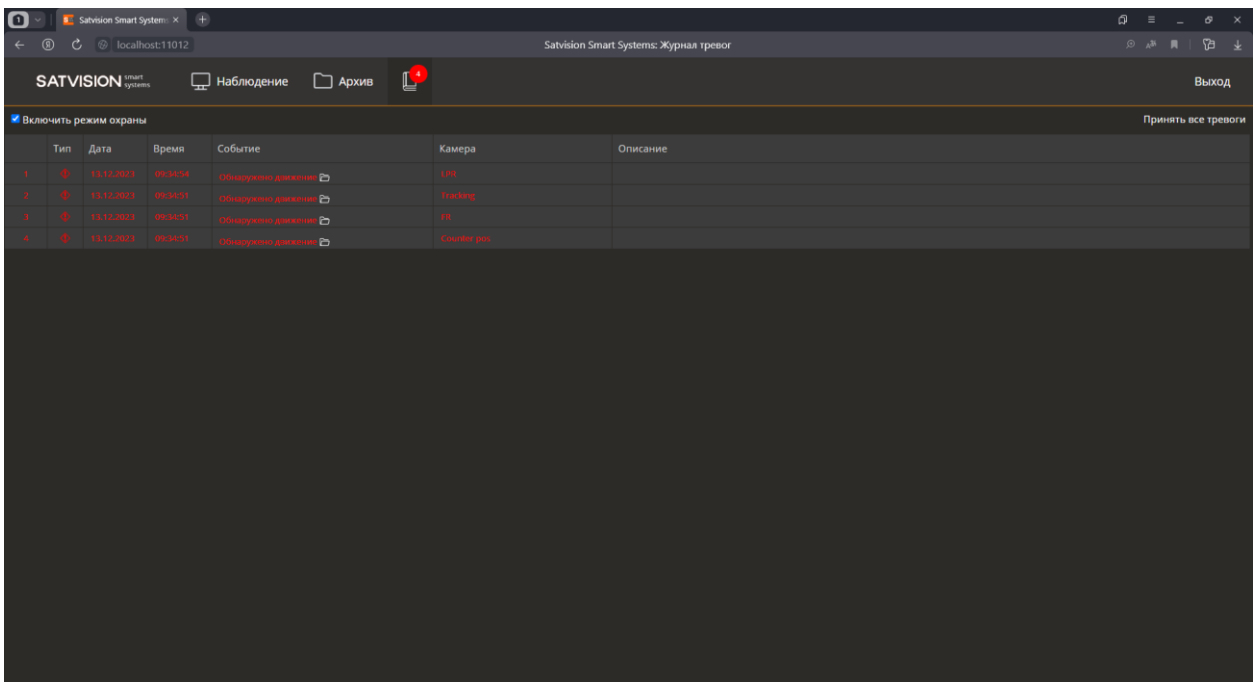 1 Satvision Smart Systems
localhost:11012 Satvision Smart Systems: Журнал тревог
SATVISION smart systems Наблюдение Архив 4 Выход
Включить режим охраны Принять все тревоги
Тип Дата Время Событие Камера Описание
1 13.12.2023 09:34:54 Обнаружено движение
2 13.12.2023 09:34:51 Обнаружено движение Tracking
3 13.12.2023 09:34:51 Обнаружено движение FR
4 13.12.2023 09:34:51 Обнаружено движение Counter pos